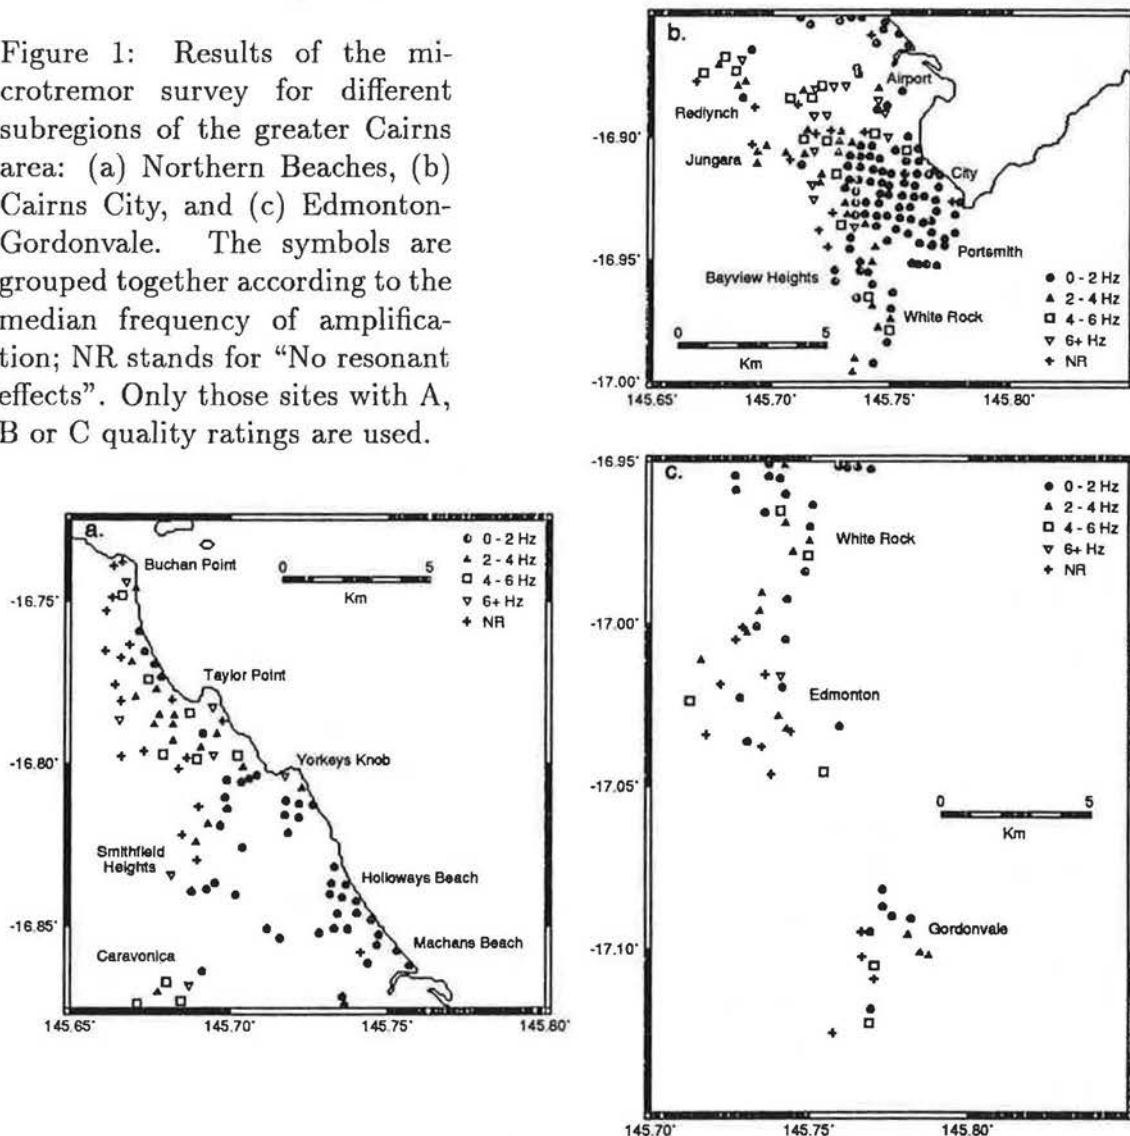 Figure 1: Results of the mi-
crotremor survey for different
subregions of the greater Cairns
area: (a) Northern Beaches, (b)
Cairns City, and (c) Edmonton-
Gordonvale. The symbols are
grouped together according to the
median frequency of amplifica-
tion; NR stands for “No resonant
effects”. Only those sites with A,
B or C quality ratings are used.
b.
Airport
Redlynch
-16.90°
Jungara
City
Portsmith
-16.95°
Bayview Heights
0 - 2 Hz
2 - 4 Hz
4 - 6 Hz
6+ Hz
NR
White Rock
0 5
Km
-17.00°
145.65° 145.70° 145.75° 145.80°
a.
Buchan Point
0 5
Km
0 - 2 Hz
2 - 4 Hz
4 - 6 Hz
6+ Hz
NR
-16.75°
Taylor Point
-16.80°
Yorkeys Knob
Smithfield
Heights
Holloways Beach
-16.85°
Machans Beach
Caravonica
145.65° 145.70° 145.75° 145.80°
-16.95°
c.
0 - 2 Hz
2 - 4 Hz
4 - 6 Hz
6+ Hz
NR
White Rock
-17.00°
Edmonton
-17.05°
0 5
Km
Gordonvale
-17.10°
145.70° 145.75° 145.80°